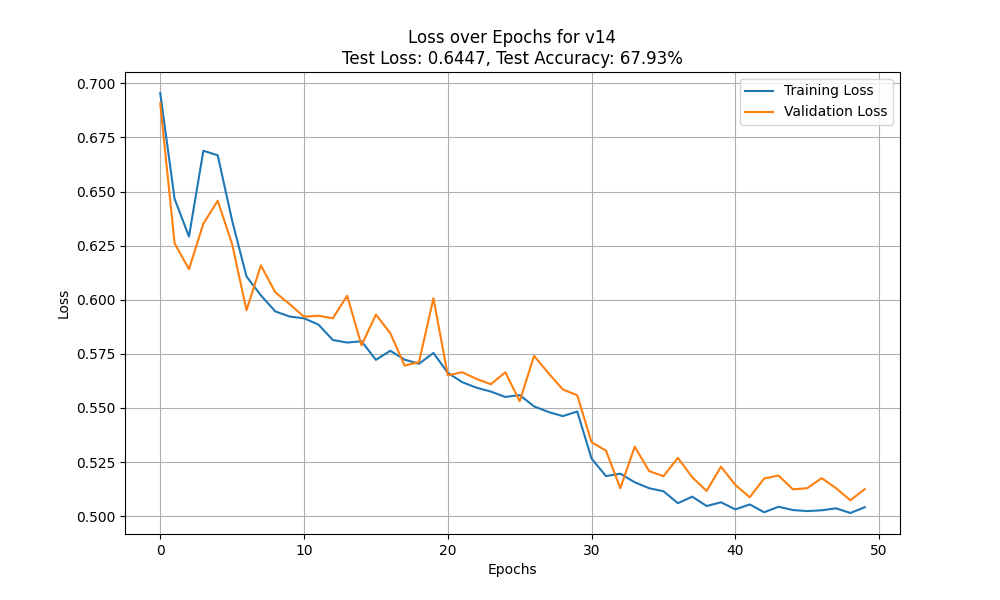 Loss over Epochs for v14
Test Loss: 0.6447, Test Accuracy: 67.93%
Training Loss
Validation Loss
0.700
0.675
0.650
0.625
0.600
0.575
0.550
0.525
0.500
Loss
0 10 20 30 40 50
Epochs